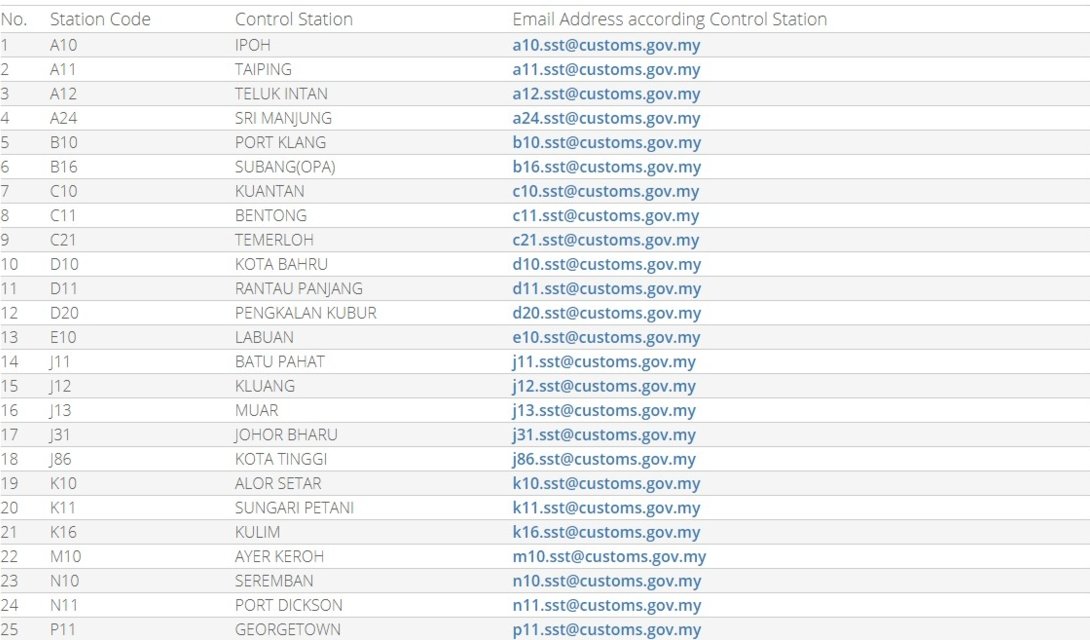 No. Station Code Control Station Email Address according Control Station
1 A10 IPOH a10.sst@customs.gov.my
2 A11 TAIPING a11.sst@customs.gov.my
3 A12 TELUK INTAN a12.sst@customs.gov.my
4 A24 SRI MANJUNG a24.sst@customs.gov.my
5 B10 PORT KLANG b10.sst@customs.gov.my
6 B16 SUBANG(OPA) b16.sst@customs.gov.my
7 C10 KUANTAN c10.sst@customs.gov.my
8 C11 BENTONG c11.sst@customs.gov.my
9 C21 TEMERLOH c21.sst@customs.gov.my
10 D10 KOTA BAHRU d10.sst@customs.gov.my
11 D11 RANTAU PANJANG d11.sst@customs.gov.my
12 D20 PENGKALAN KUBUR d20.sst@customs.gov.my
13 E10 LABUAN e10.sst@customs.gov.my
14 J11 BATU PAHAT j11.sst@customs.gov.my
15 J12 KLUANG j12.sst@customs.gov.my
16 J13 MUAR j13.sst@customs.gov.my
17 J31 JOHOR BHARU j31.sst@customs.gov.my
18 J86 KOTA TINGGI j86.sst@customs.gov.my
19 K10 ALOR SETAR k10.sst@customs.gov.my
20 K11 SUNGARI PETANI k11.sst@customs.gov.my
21 K16 KULIM k16.sst@customs.gov.my
22 M10 AYER KEROH m10.sst@customs.gov.my
23 N10 SEREMBAN n10.sst@customs.gov.my
24 N11 PORT DICKSON n11.sst@customs.gov.my
25 P11 GEORGETOWN p11.sst@customs.gov.my